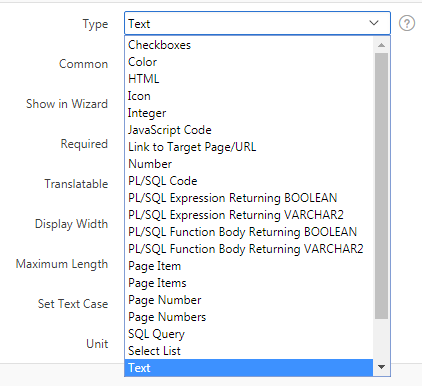 Type Text ?
Checkboxes
Common
Color
HTML
Show in Wizard
Icon
Integer
Required
JavaScript Code
Link to Target Page/URL
Number
Translatable
PL/SQL Code
PL/SQL Expression Returning BOOLEAN
Display Width
PL/SQL Expression Returning VARCHAR2
PL/SQL Function Body Returning BOOLEAN
PL/SQL Function Body Returning VARCHAR2
Maximum Length
Page Item
Page Items
Set Text Case
Page Number
Page Numbers
SQL Query
Unit
Select List
Text